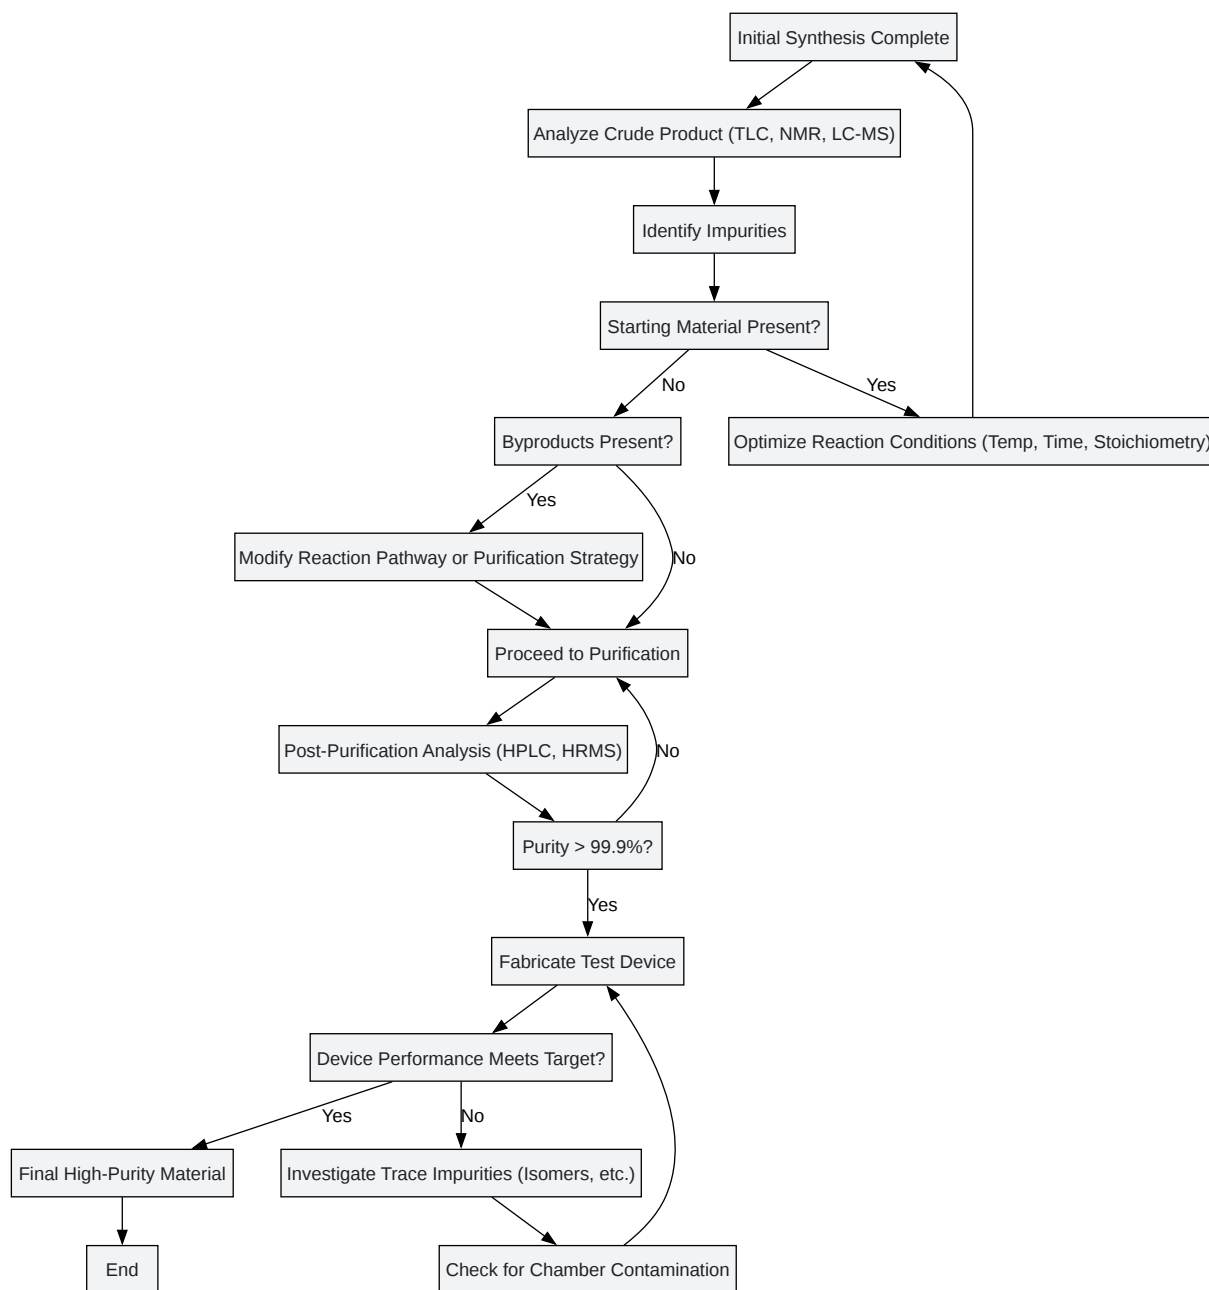 Initial Synthesis Complete
Analyze Crude Product (TLC, NMR, LC-MS)
Identify Impurities
Starting Material Present?
No
Yes
Byproducts Present?
Optimize Reaction Conditions (Temp, Time, Stoichiometry)
Yes
Modify Reaction Pathway or Purification Strategy
No
Proceed to Purification
Post-Purification Analysis (HPLC, HRMS)
No
Purity > 99.9%?
Yes
Fabricate Test Device
Device Performance Meets Target?
Yes
No
Final High-Purity Material
Investigate Trace Impurities (Isomers, etc.)
End
Check for Chamber Contamination